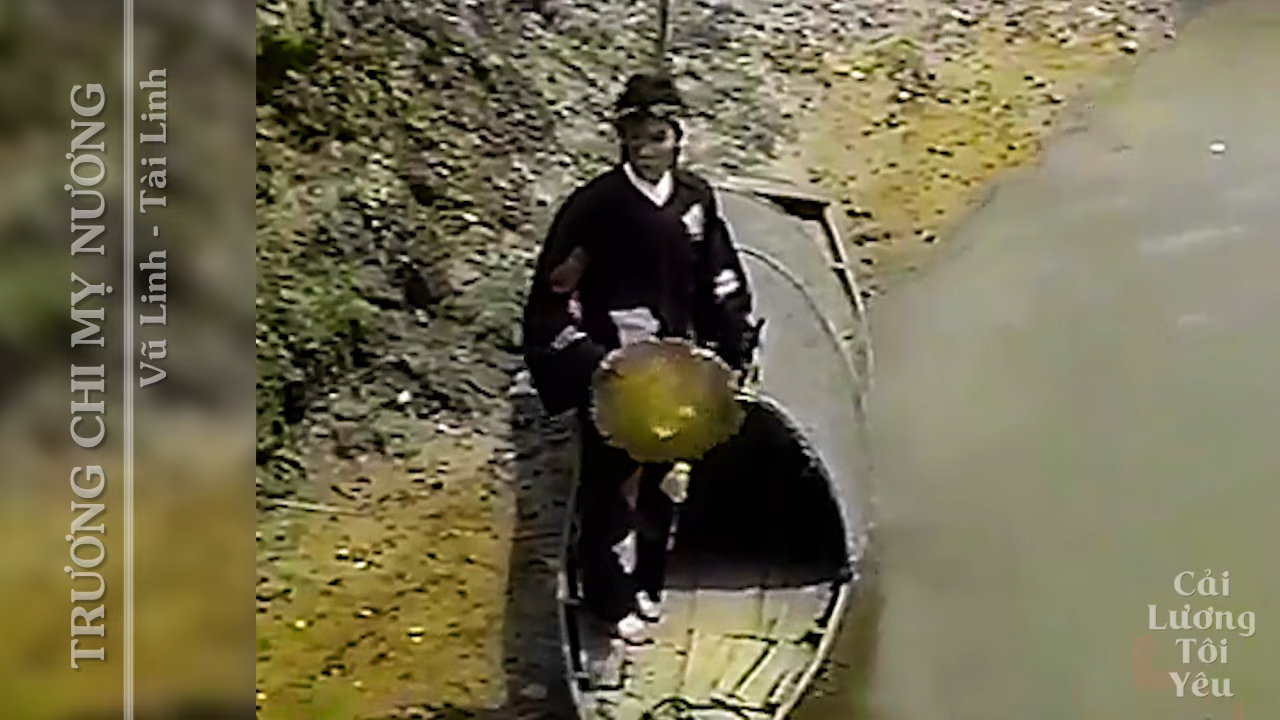 TRƯƠNG CHI MỴ NƯƠNG
Vũ Linh - Tài Linh
Cải
Lương
Tôi
Yêu